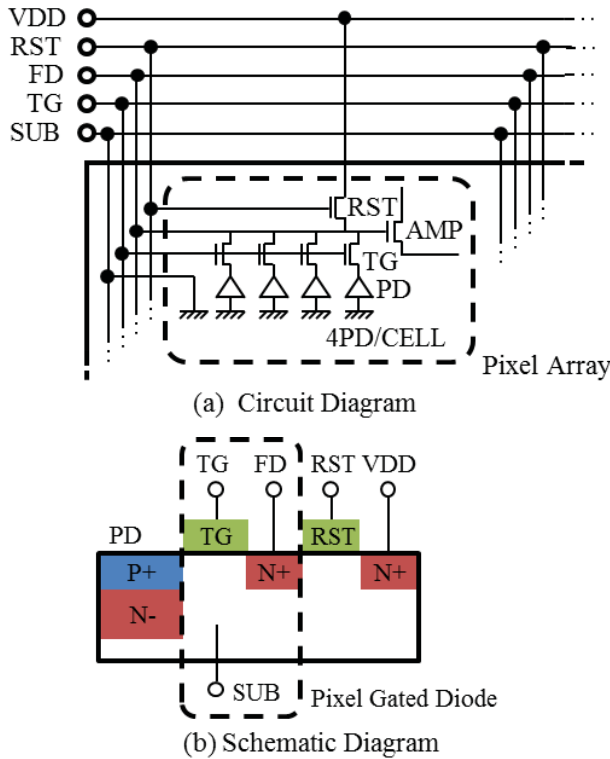 VDD
RST
FD
TG
SUB
RST
AMP
TG
PD
4PD/CELL
Pixel Array
(a) Circuit Diagram
TG FD RST VDD
PD TG RST
P+ N+ N+
N-
SUB
Pixel Gated Diode
(b) Schematic Diagram